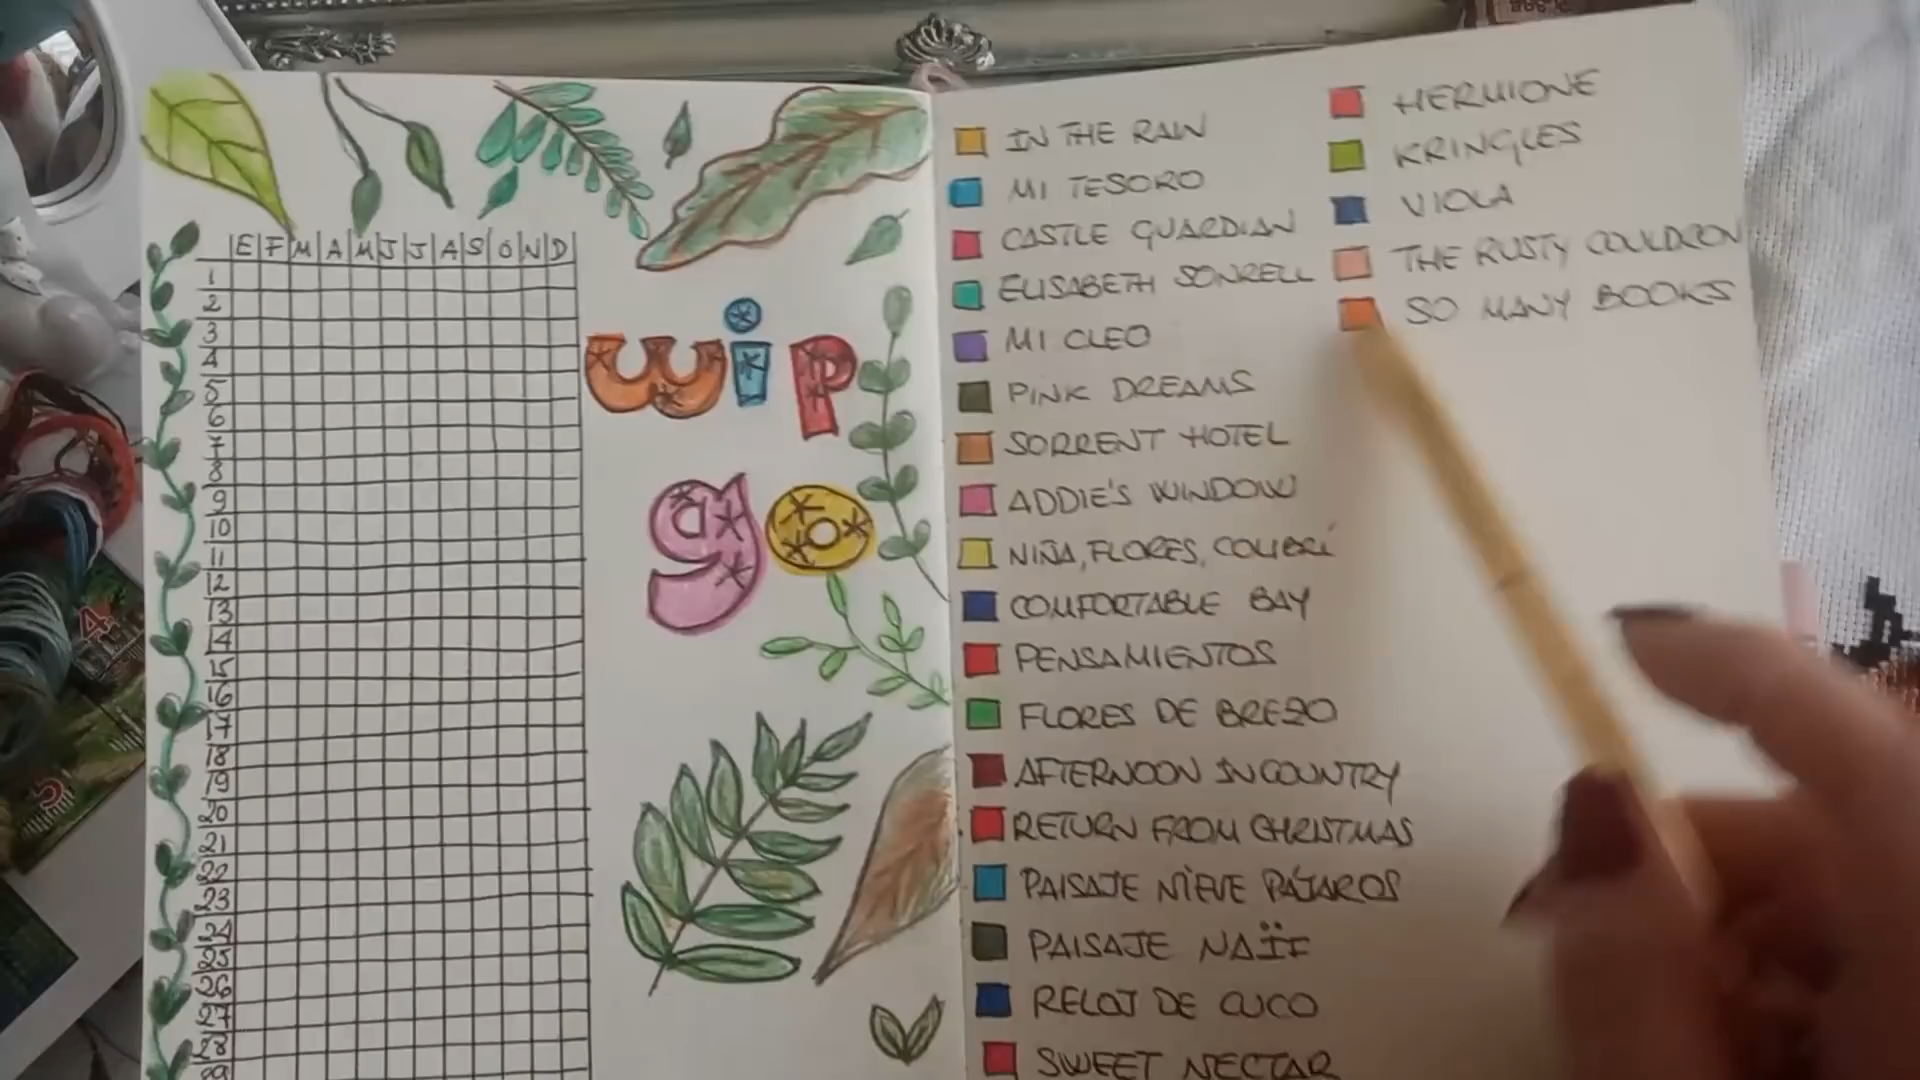 E F M A M J J A S O N D
1
2
3
4
5
6
7
8
9
10
11
12
13
14
15
16
17
18
19
20
21
22
23
24
25
26
27
28
29
wip
go
IN THE RAIN
MI TESORO
CASTLE GUARDIAN
ELISABETH SONRELL
MI CLEO
PINK DREAMS
SORRENT HOTEL
ADDIE'S WINDOW
NIÑA, FLORES, COLIBRÍ
COMFORTABLE BAY
PENSAMIENTOS
FLORES DE BREZO
AFTERNOON IN COUNTRY
RETURN FROM CHRISTMAS
PAISAJE NIEVE PÁJAROS
PAISAJE NAÏF
RELOJ DE CUCO
SWEET NECTAR
HERMIONE
KRINGLES
VIOLA
THE RUSTY COULDRON
SO MANY BOOKS
4
5